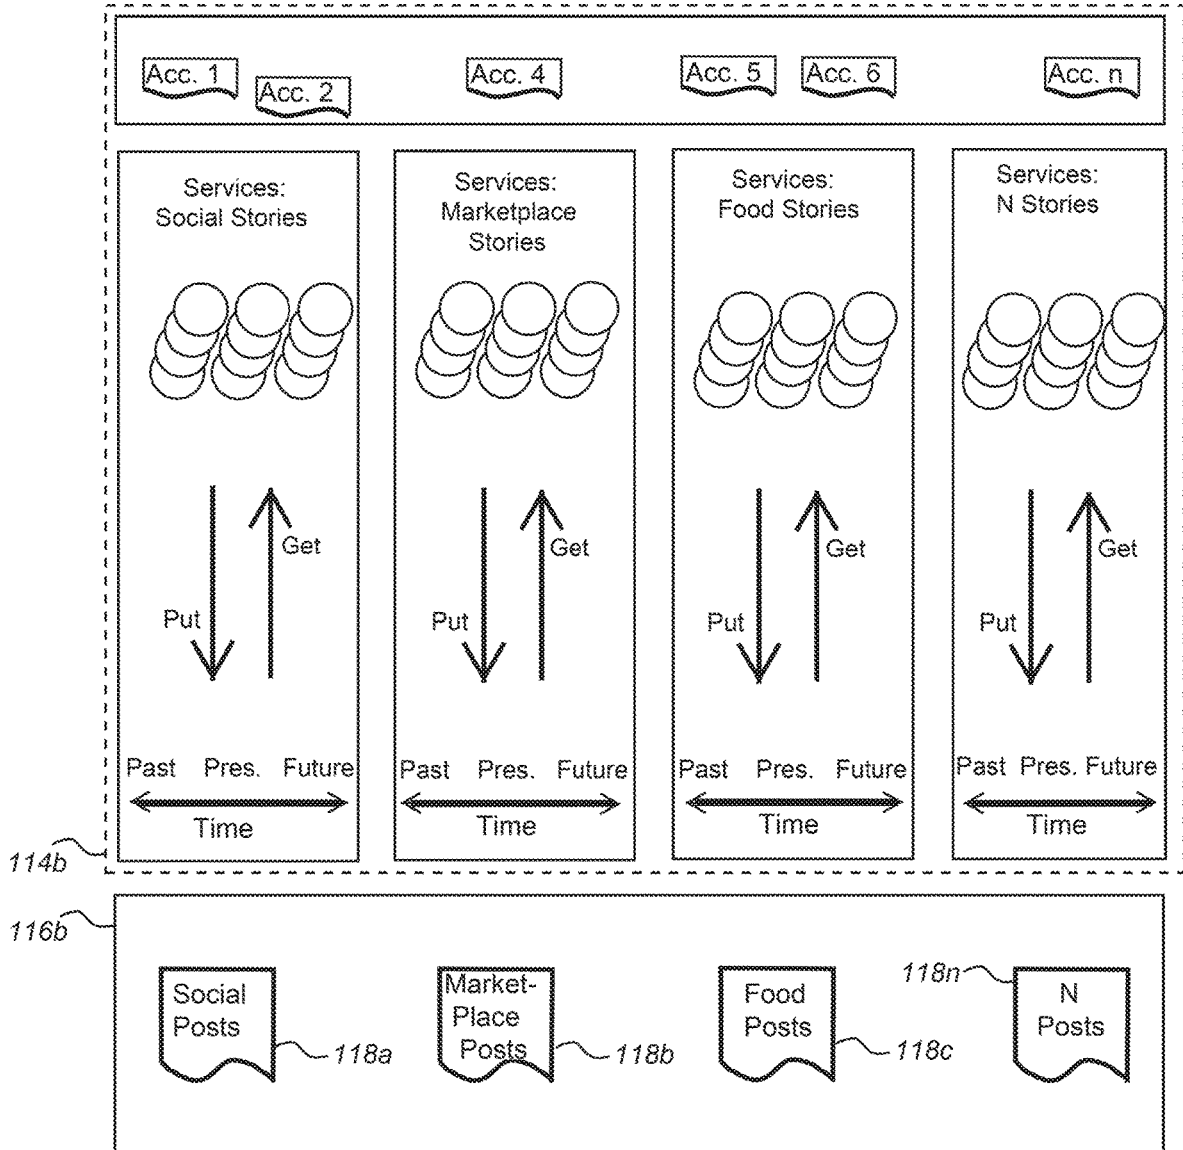 Acc. 1
Acc. 2
Acc. 4
Acc. 5
Acc. 6
Acc. n
Services:
Social Stories
Services:
Marketplace
Stories
Services:
Food Stories
Services:
N Stories
Get
Put
Get
Put
Get
Put
Get
Put
Past Pres. Future
Time
Past Pres. Future
Time
Past Pres. Future
Time
Past Pres. Future
Time
114b
116b
Social
Posts
118a
Market-
Place
Posts
118b
Food
Posts
118c
118n
N
Posts